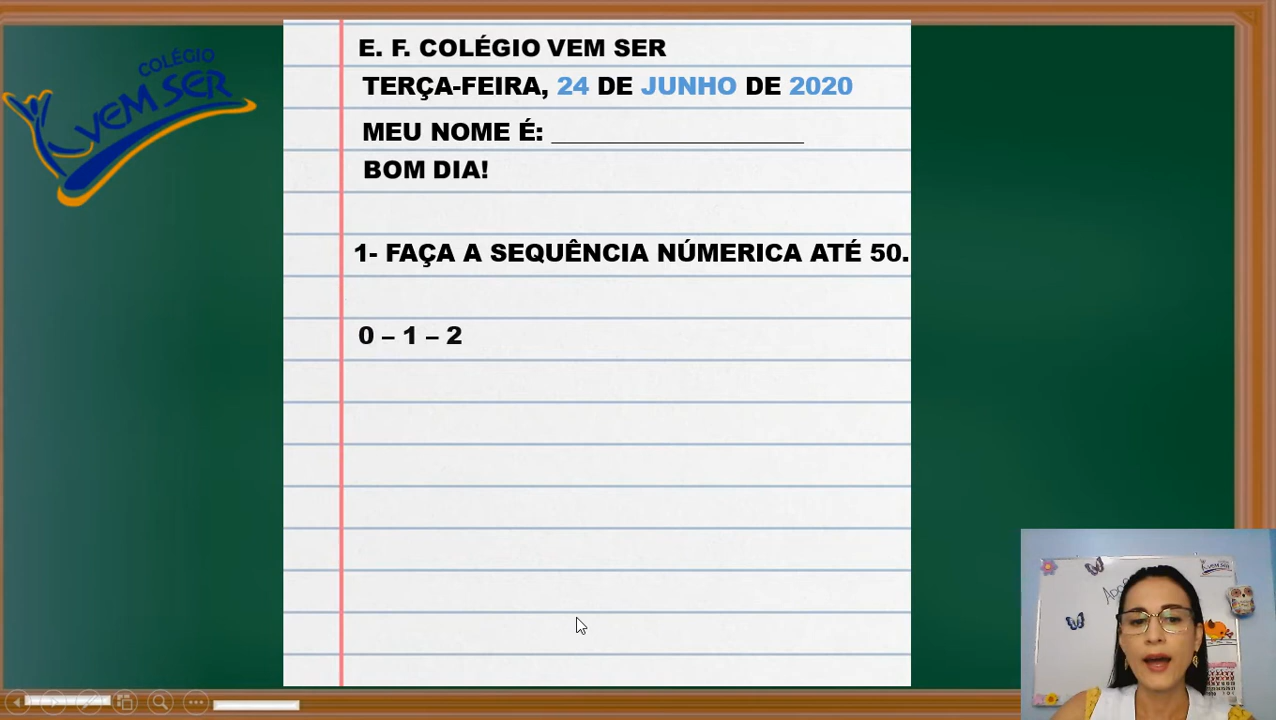 COLÉGIO
VEM SER
E. F. COLÉGIO VEM SER
TERÇA-FEIRA, 24 DE JUNHO DE 2020
MEU NOME É: ____________________
BOM DIA!
1- FAÇA A SEQUÊNCIA NÚMERICA ATÉ 50.
0 – 1 – 2